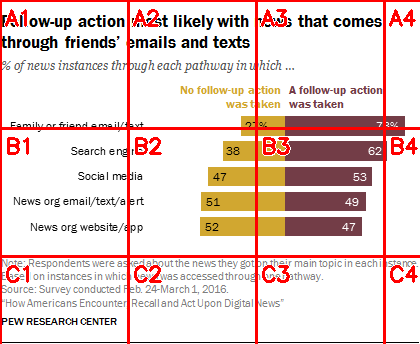 Follow-up action most likely with news that comes
through friends' emails and texts
% of news instances through each pathway in which ...
No follow-up action was taken
A follow-up action was taken
Family or friend email/text 27% 73%
Search engine 38 62
Social media 47 53
News org email/text/alert 51 49
News org website/app 52 47
Note: Respondents were asked about the news they got on their main topic in each instance.
Based on instances in which news was accessed through one pathway.
Source: Survey conducted Feb. 24-March 1, 2016.
"How Americans Encounter, Recall and Act Upon Digital News"
PEW RESEARCH CENTER
A1 A2 A3 A4
B1 B2 B3 B4
C1 C2 C3 C4